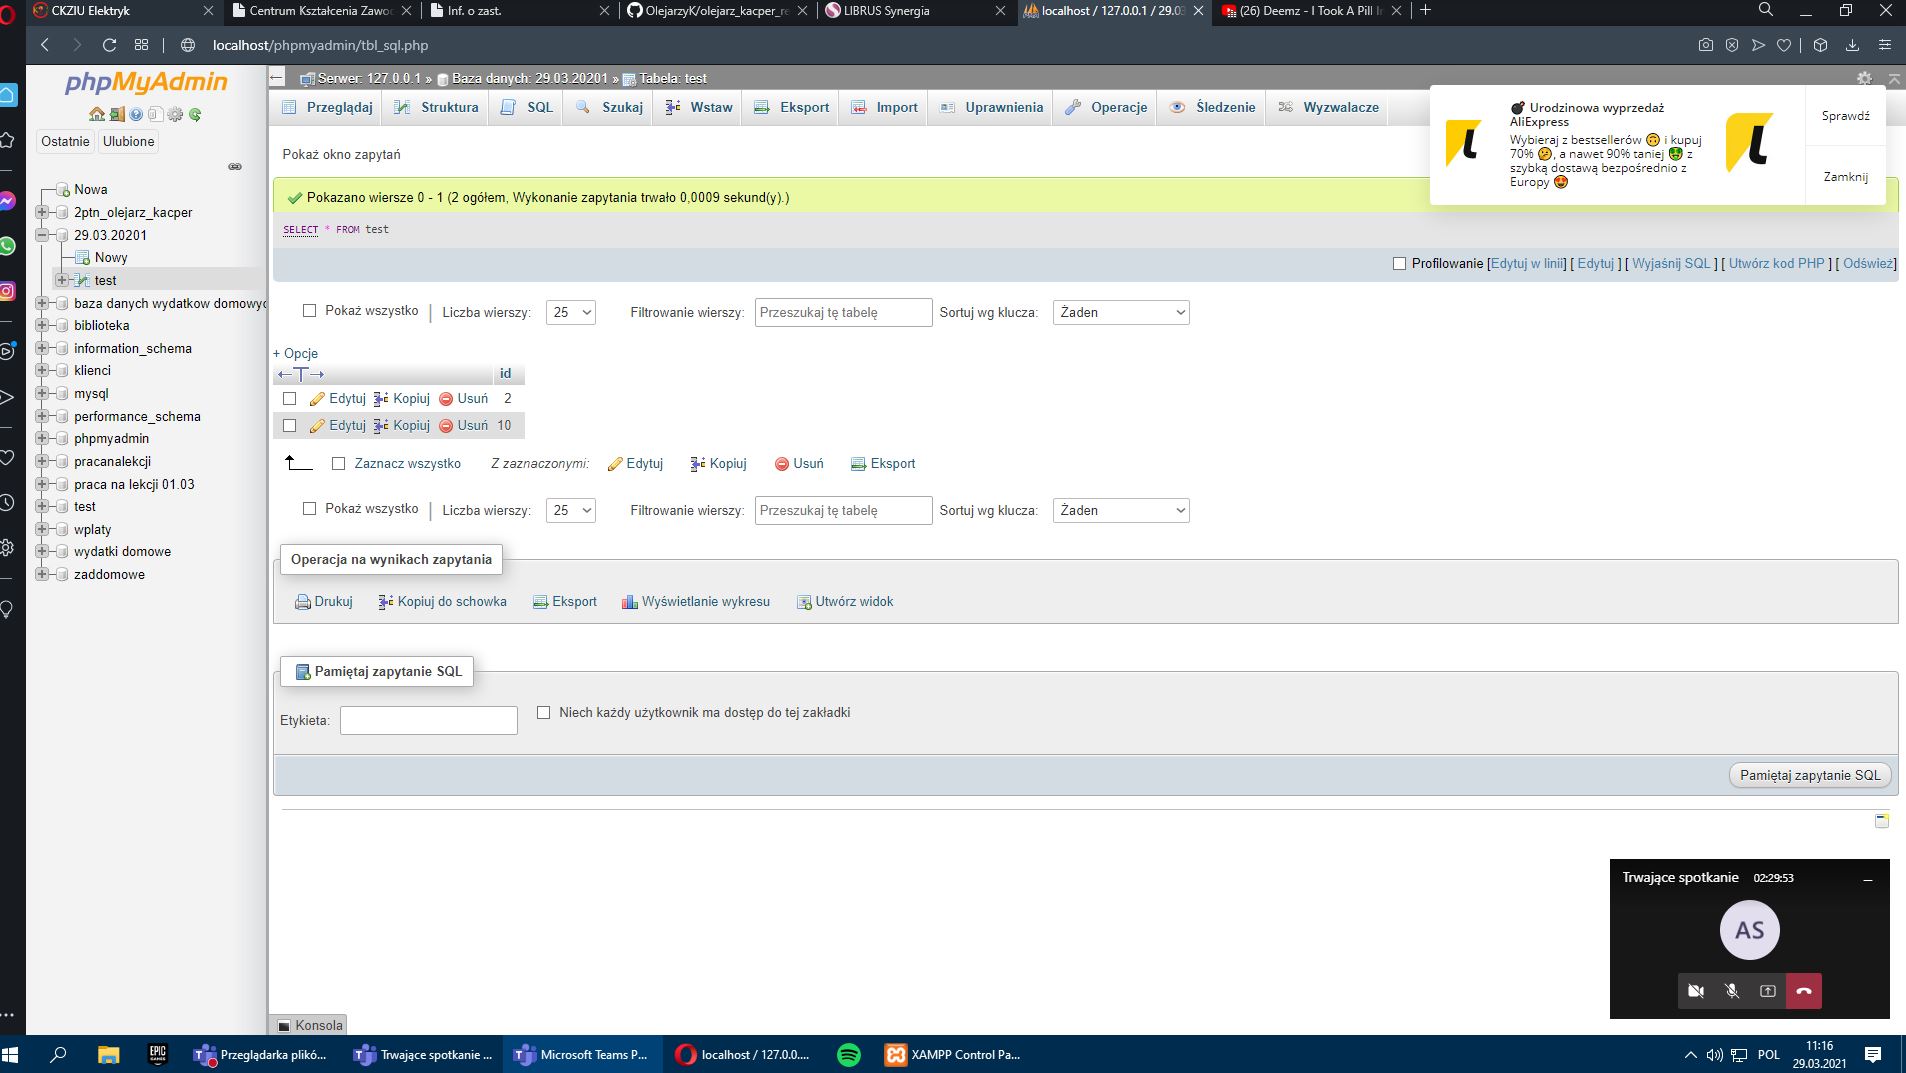 CKZIU Elektryk
Centrum Kształcenia Zawod
Inf. o zast.
OlejarzyK/olejarz_kacper_re
LIBRUS Synergia
localhost / 127.0.0.1 / 29.03
(26) Deemz - I Took A Pill In
localhost/phpmyadmin/tbl_sql.php
phpMyAdmin
Ostatnie Ulubione
Nowa
2ptn_olejarz_kacper
29.03.20201
Nowy
test
baza danych wydatkow domowyc
biblioteka
information_schema
klienci
mysql
performance_schema
phpmyadmin
pracanalekcji
praca na lekcji 01.03
test
wplaty
wydatki domowe
zaddomowe
Serwer: 127.0.0.1 » Baza danych: 29.03.20201 » Tabela: test
Przeglądaj Struktura SQL Szukaj Wstaw Eksport Import Uprawnienia Operacje Śledzenie Wyzwalacze
Pokaż okno zapytań
Pokazano wiersze 0 - 1 (2 ogółem, Wykonanie zapytania trwało 0,0009 sekund(y).)
SELECT * FROM test
Profilowanie [Edytuj w linii] [ Edytuj ] [ Wyjaśnij SQL ] [ Utwórz kod PHP ] [ Odśwież]
Pokaż wszystko | Liczba wierszy: 25 Filtrowanie wierszy: Przeszukaj tę tabelę Sortuj wg klucza: Żaden
+ Opcje
←T→ id
Edytuj Kopiuj Usuń 2
Edytuj Kopiuj Usuń 10
Zaznacz wszystko Z zaznaczonymi: Edytuj Kopiuj Usuń Eksport
Pokaż wszystko | Liczba wierszy: 25 Filtrowanie wierszy: Przeszukaj tę tabelę Sortuj wg klucza: Żaden
Operacja na wynikach zapytania
Drukuj Kopiuj do schowka Eksport Wyświetlanie wykresu Utwórz widok
Pamiętaj zapytanie SQL
Etykieta: Niech każdy użytkownik ma dostęp do tej zakładki
Pamiętaj zapytanie SQL
Konsola
💣 Urodzinowa wyprzedaż
AliExpress
Wybieraj z bestsellerów 🙃 i kupuj
70% 🤔, a nawet 90% taniej 🤑 z
szybką dostawą bezpośrednio z
Europy 🤩
Sprawdź
Zamknij
Trwające spotkanie 02:29:53
AS
EPIC GAMES
Przeglądarka plikó...
Trwające spotkanie ...
Microsoft Teams P...
localhost / 127.0.0....
XAMPP Control Pa...
POL
11:16
29.03.2021